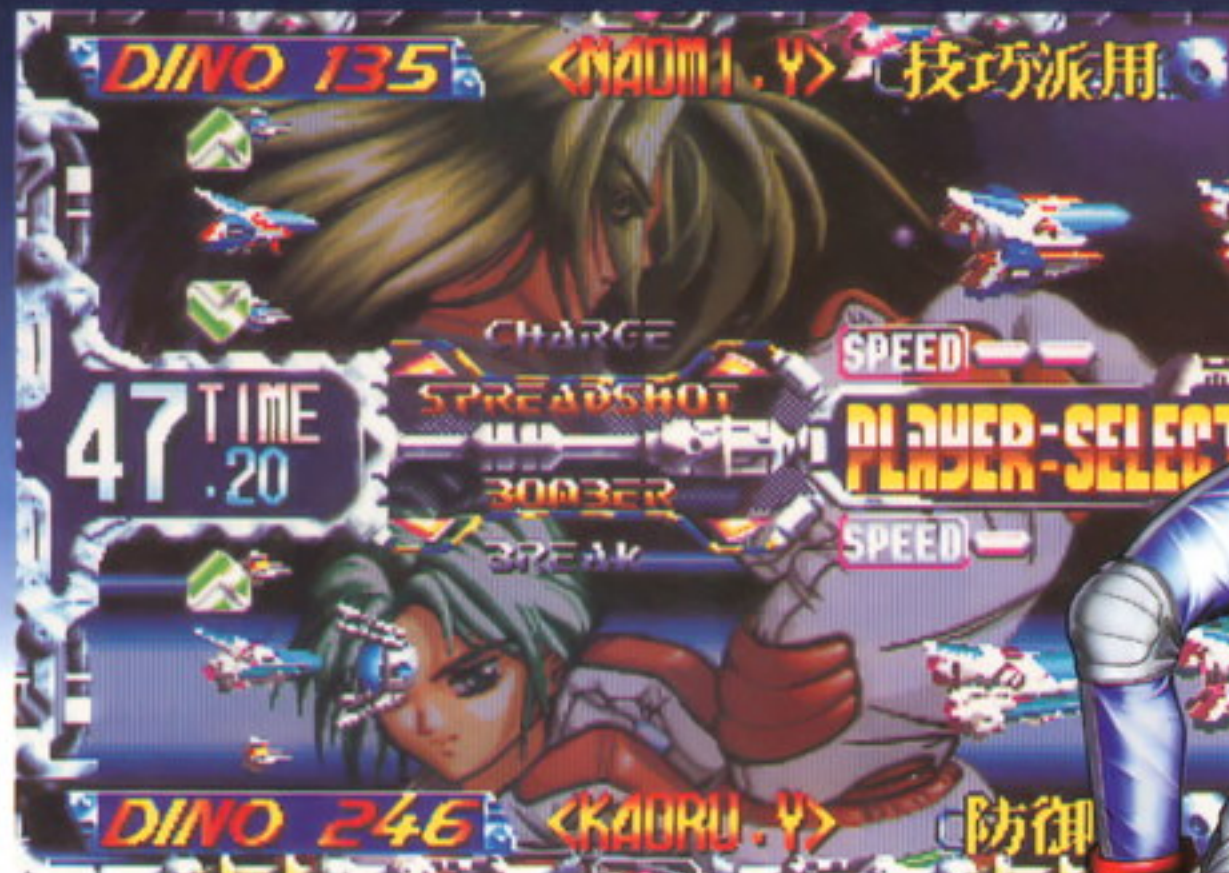 DINO 135 <NAOMI.Y> 技巧派用
CHARGE
SPREADSHOT
BOOBER
BREAK
SPEED
47 TIME .20
PLAYER-SELECT
SPEED
DINO 246 <KAORU.Y> 防御